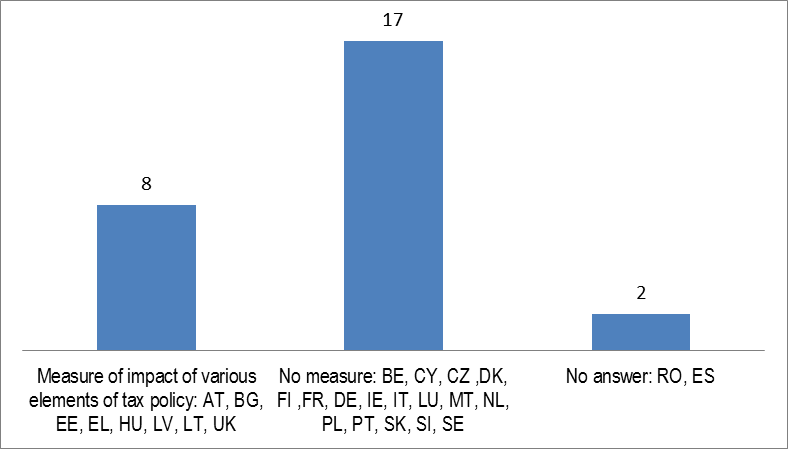 17
8
2
Measure of impact of various
elements of tax policy: AT, BG,
EE, EL, HU, LV, LT, UK
No measure: BE, CY, CZ ,DK,
FI ,FR, DE, IE, IT, LU, MT, NL,
PL, PT, SK, SI, SE
No answer: RO, ES